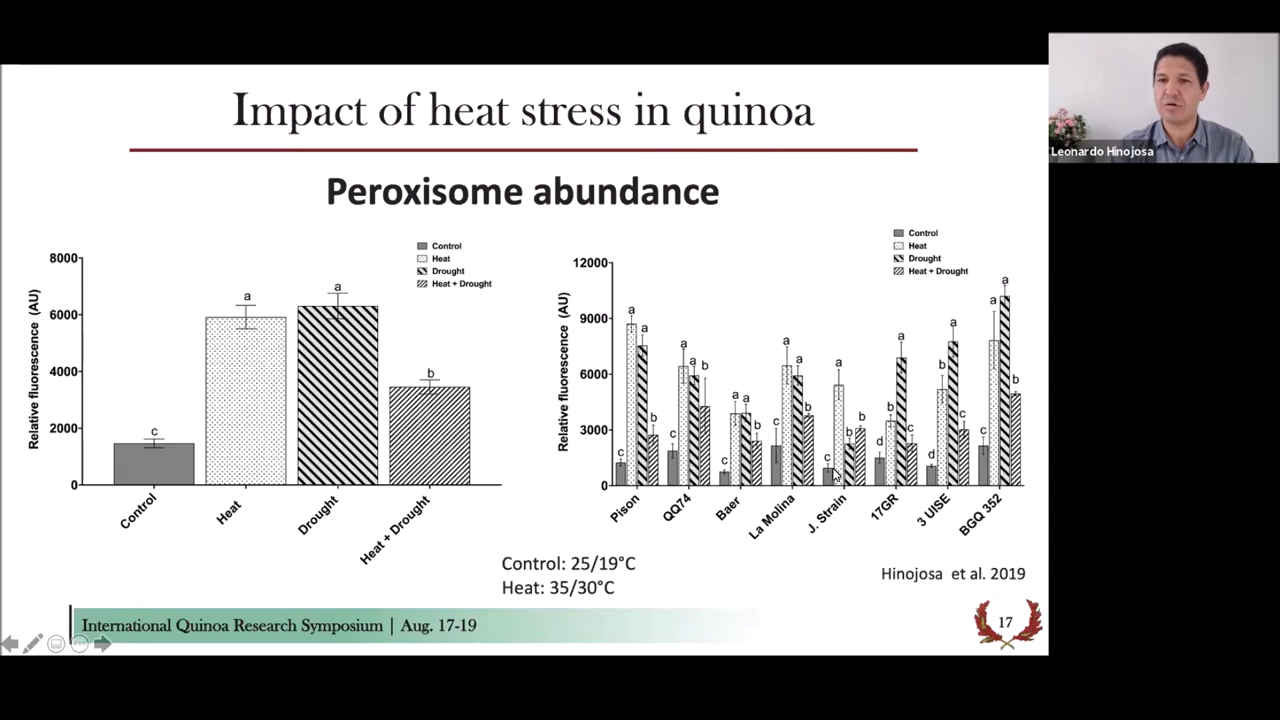 Impact of heat stress in quinoa
Leonardo Hinojosa
Peroxisome abundance
Control
Heat
Drought
Heat + Drought
8000
6000
4000
2000
0
Relative fluorescence (AU)
c
a
a
b
Control
Heat
Drought
Heat + Drought
Control
Heat
Drought
Heat + Drought
12000
9000
6000
3000
0
Relative fluorescence (AU)
c a a b
c a a b
c a a b
c a a b
c a b b
d b a c
d b a c
c a a b
Pison
QQ74
Baer
La Molina
J. Strain
17GR
3 UISE
BGQ 352
Control: 25/19°C
Heat: 35/30°C
Hinojosa et al. 2019
International Quinoa Research Symposium | Aug. 17-19
17